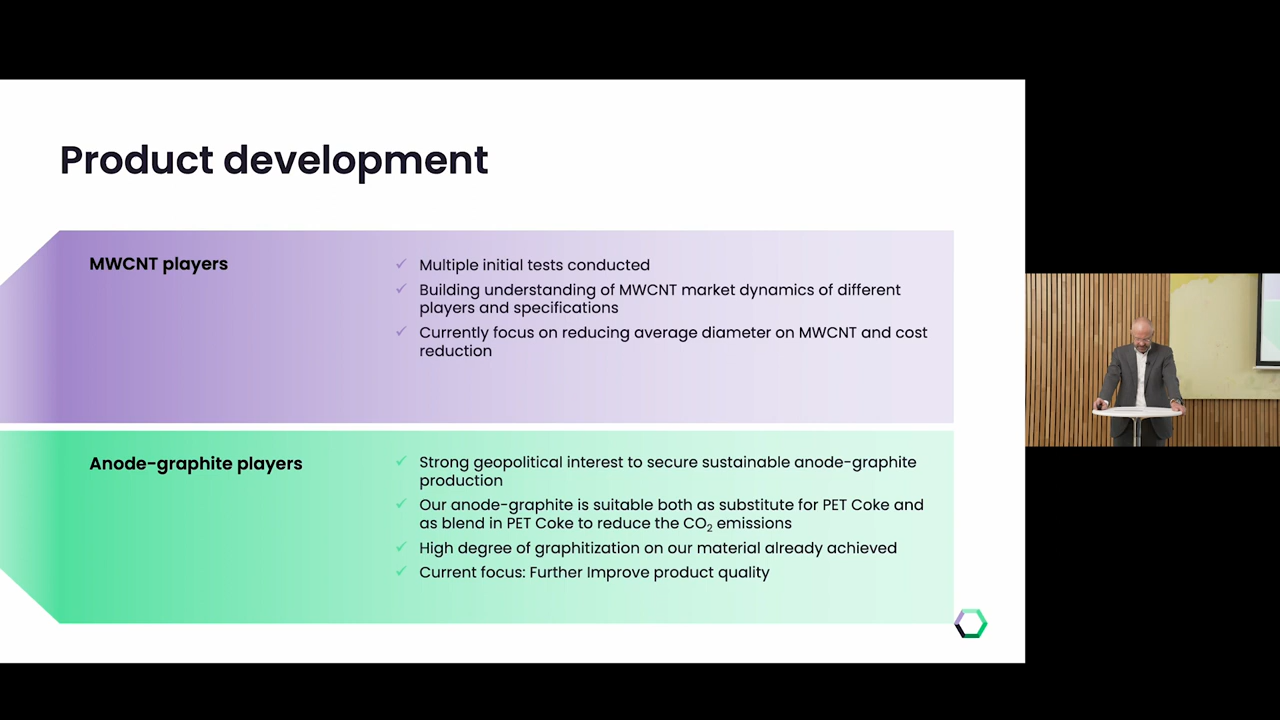 Product development
MWCNT players
Multiple initial tests conducted
Building understanding of MWCNT market dynamics of different
players and specifications
Currently focus on reducing average diameter on MWCNT and cost
reduction
Anode-graphite players
Strong geopolitical interest to secure sustainable anode-graphite
production
Our anode-graphite is suitable both as substitute for PET Coke and
as blend in PET Coke to reduce the CO₂ emissions
High degree of graphitization on our material already achieved
Current focus: Further Improve product quality